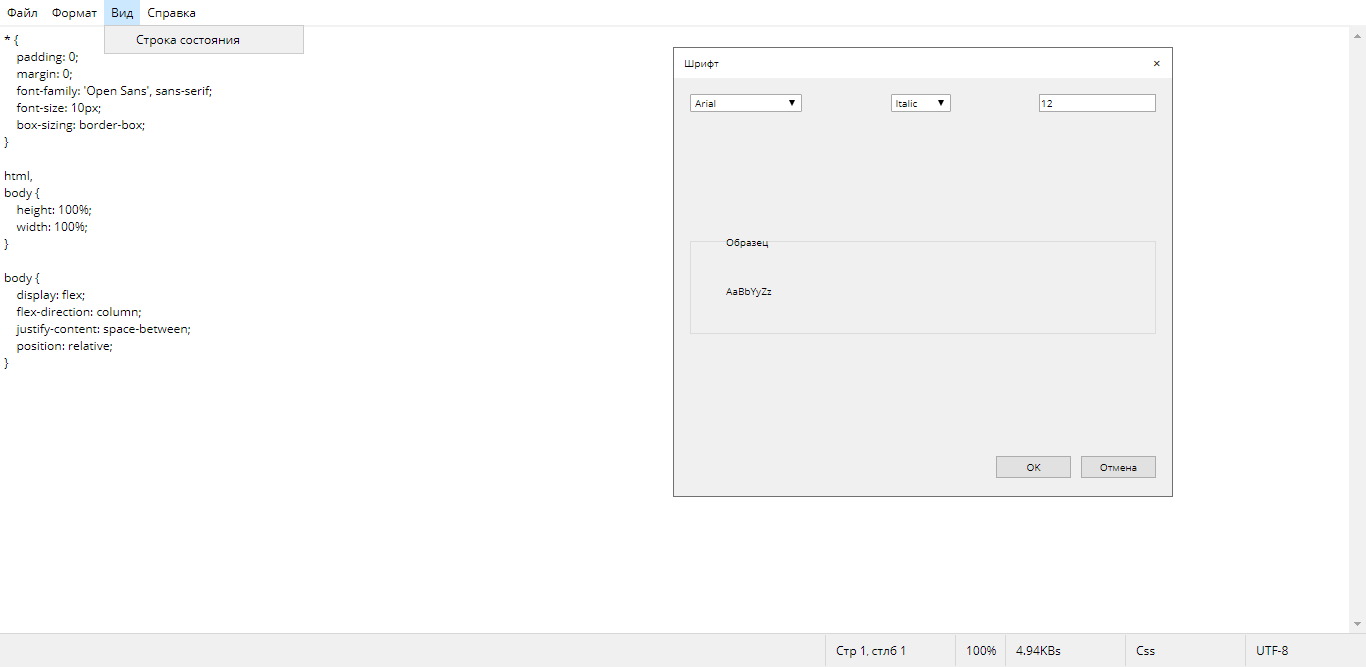 Файл Формат Вид Справка
Строка состояния
* {
padding: 0;
margin: 0;
font-family: 'Open Sans', sans-serif;
font-size: 10px;
box-sizing: border-box;
}
html,
body {
height: 100%;
width: 100%;
}
body {
display: flex;
flex-direction: column;
justify-content: space-between;
position: relative;
}
Шрифт ×
Arial ▼ Italic ▼ 12
Образец
AaBbYyZz
ОК Отмена
Стр 1, стлб 1 100% 4.94KBs Css UTF-8